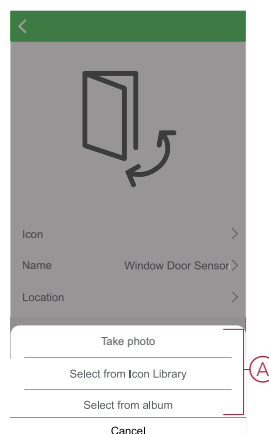 Icon
Name Window Door Sensor
Location
Take photo
Select from Icon Library
Select from album
Cancel
A